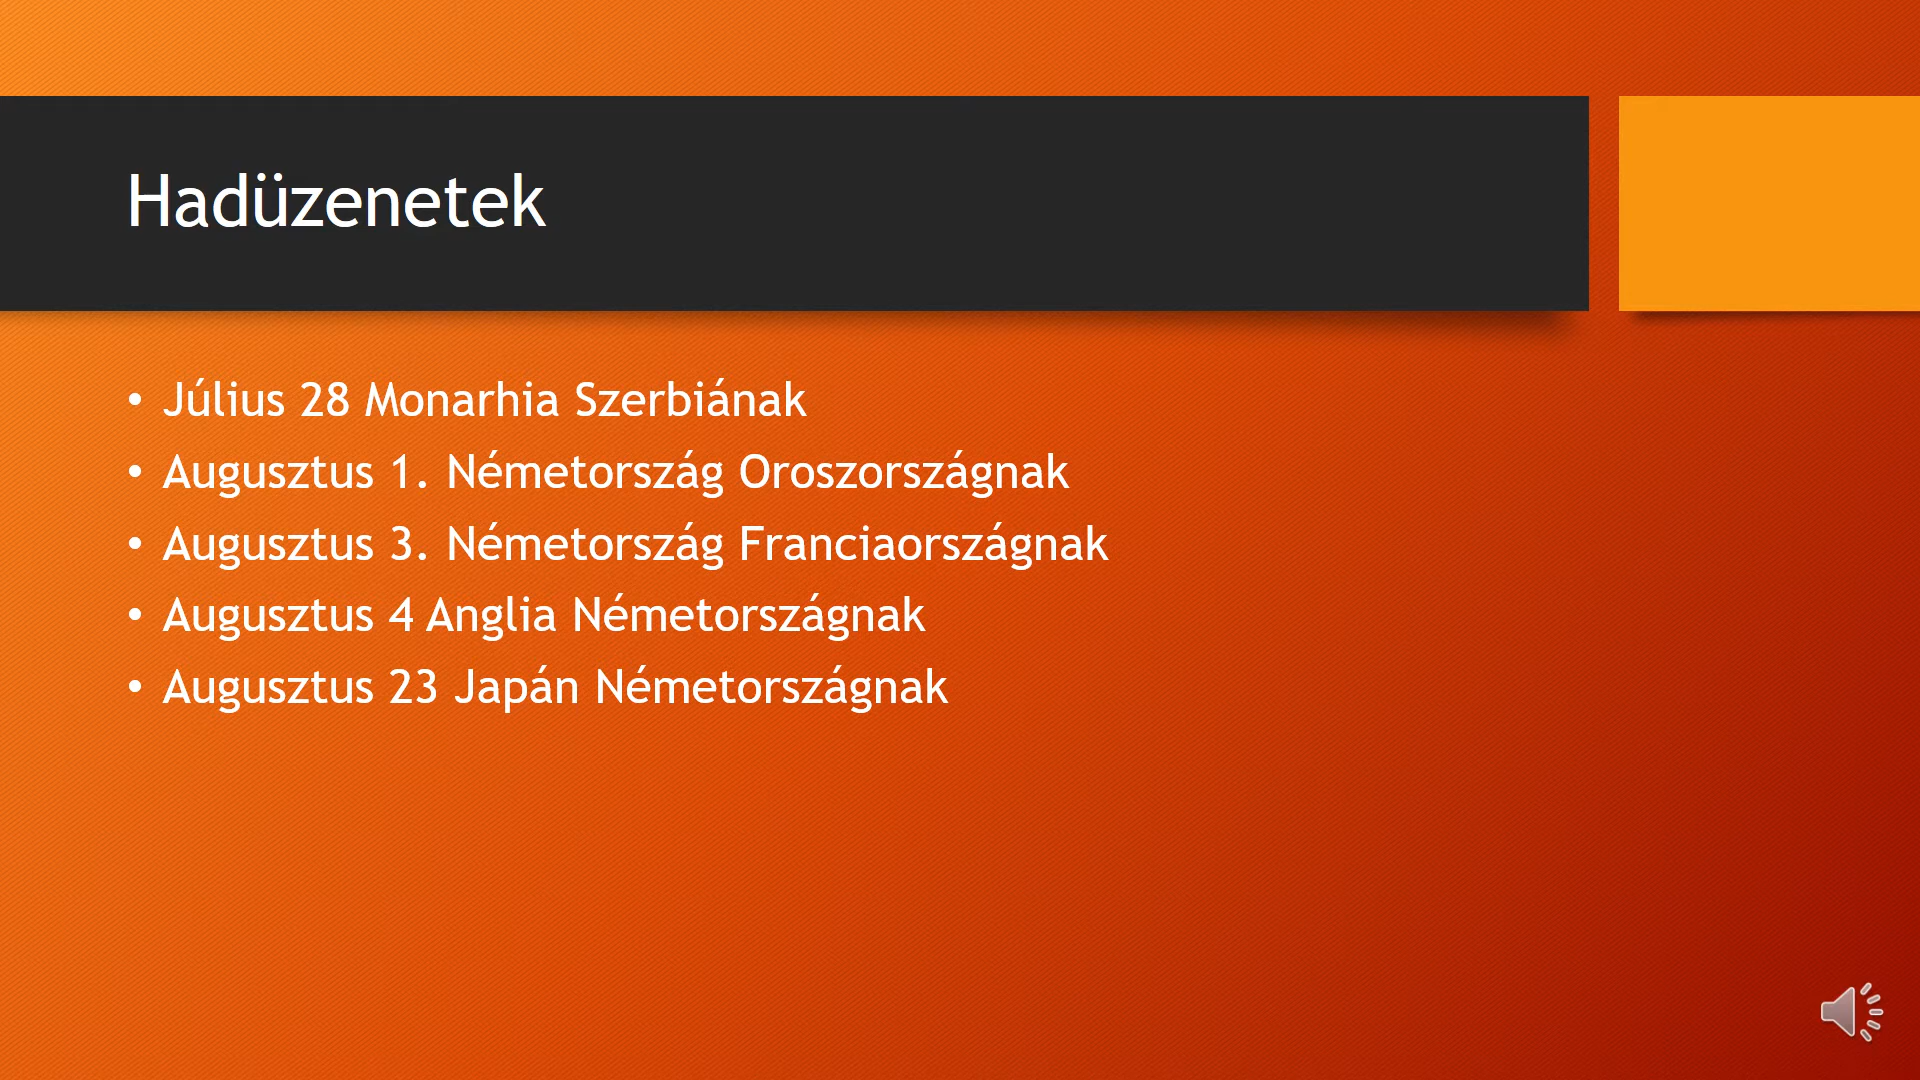 Hadüzenetek
• Július 28 Monarhia Szerbiának
• Augusztus 1. Németország Oroszországnak
• Augusztus 3. Németország Franciaországnak
• Augusztus 4 Anglia Németországnak
• Augusztus 23 Japán Németországnak